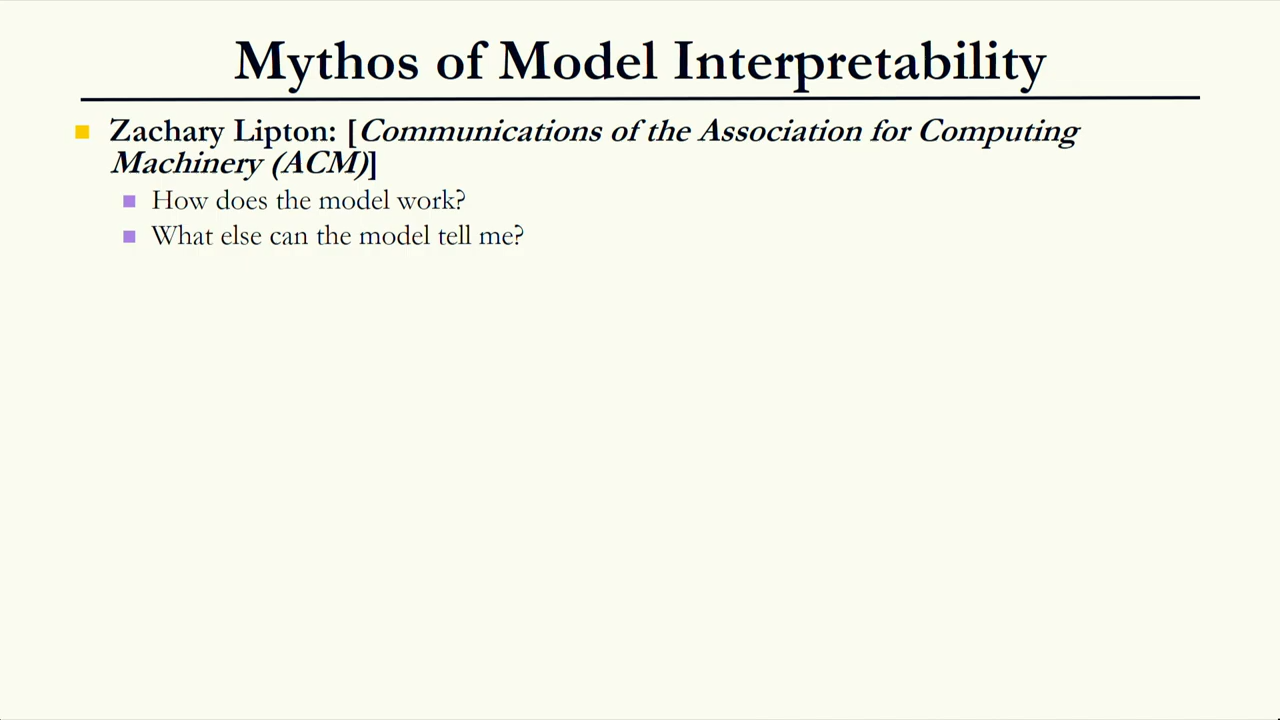 Mythos of Model Interpretability
Zachary Lipton: [Communications of the Association for Computing
Machinery (ACM)]
How does the model work?
What else can the model tell me?